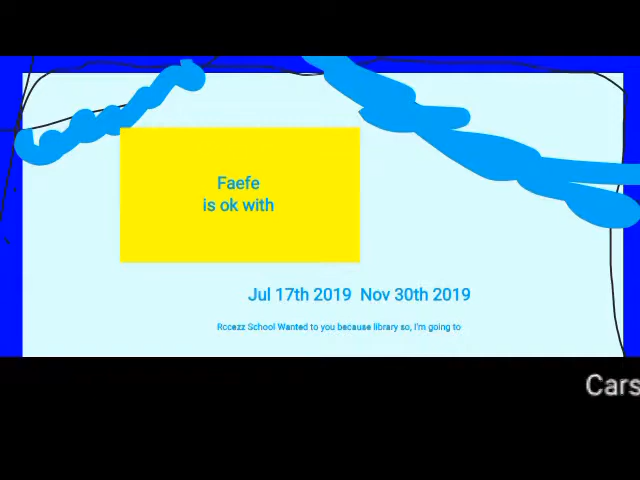 Faefe
is ok with
Jul 17th 2019  Nov 30th 2019
Rccezz School Wanted to you because library so, I'm going to
Cars